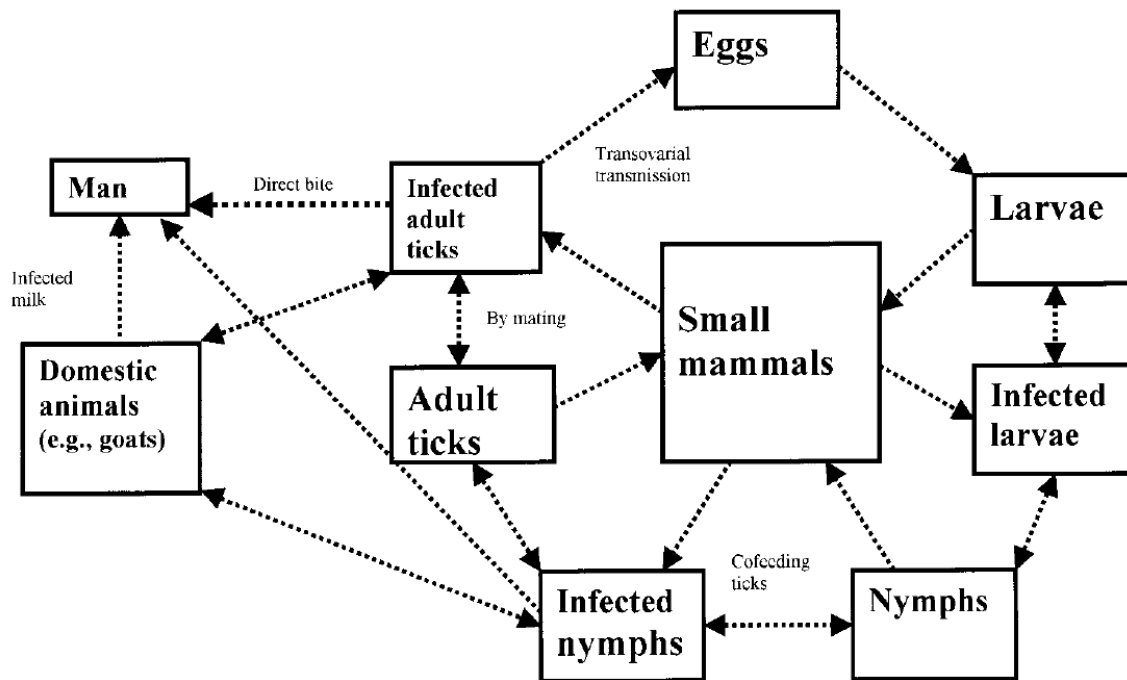 Eggs
Transovarial
transmission
Man
Direct bite
Infected
adult
ticks
Larvae
Infected
milk
By mating
Small
mammals
Domestic
animals
(e.g., goats)
Adult
ticks
Infected
larvae
Cofeeding
ticks
Infected
nymphs
Nymphs